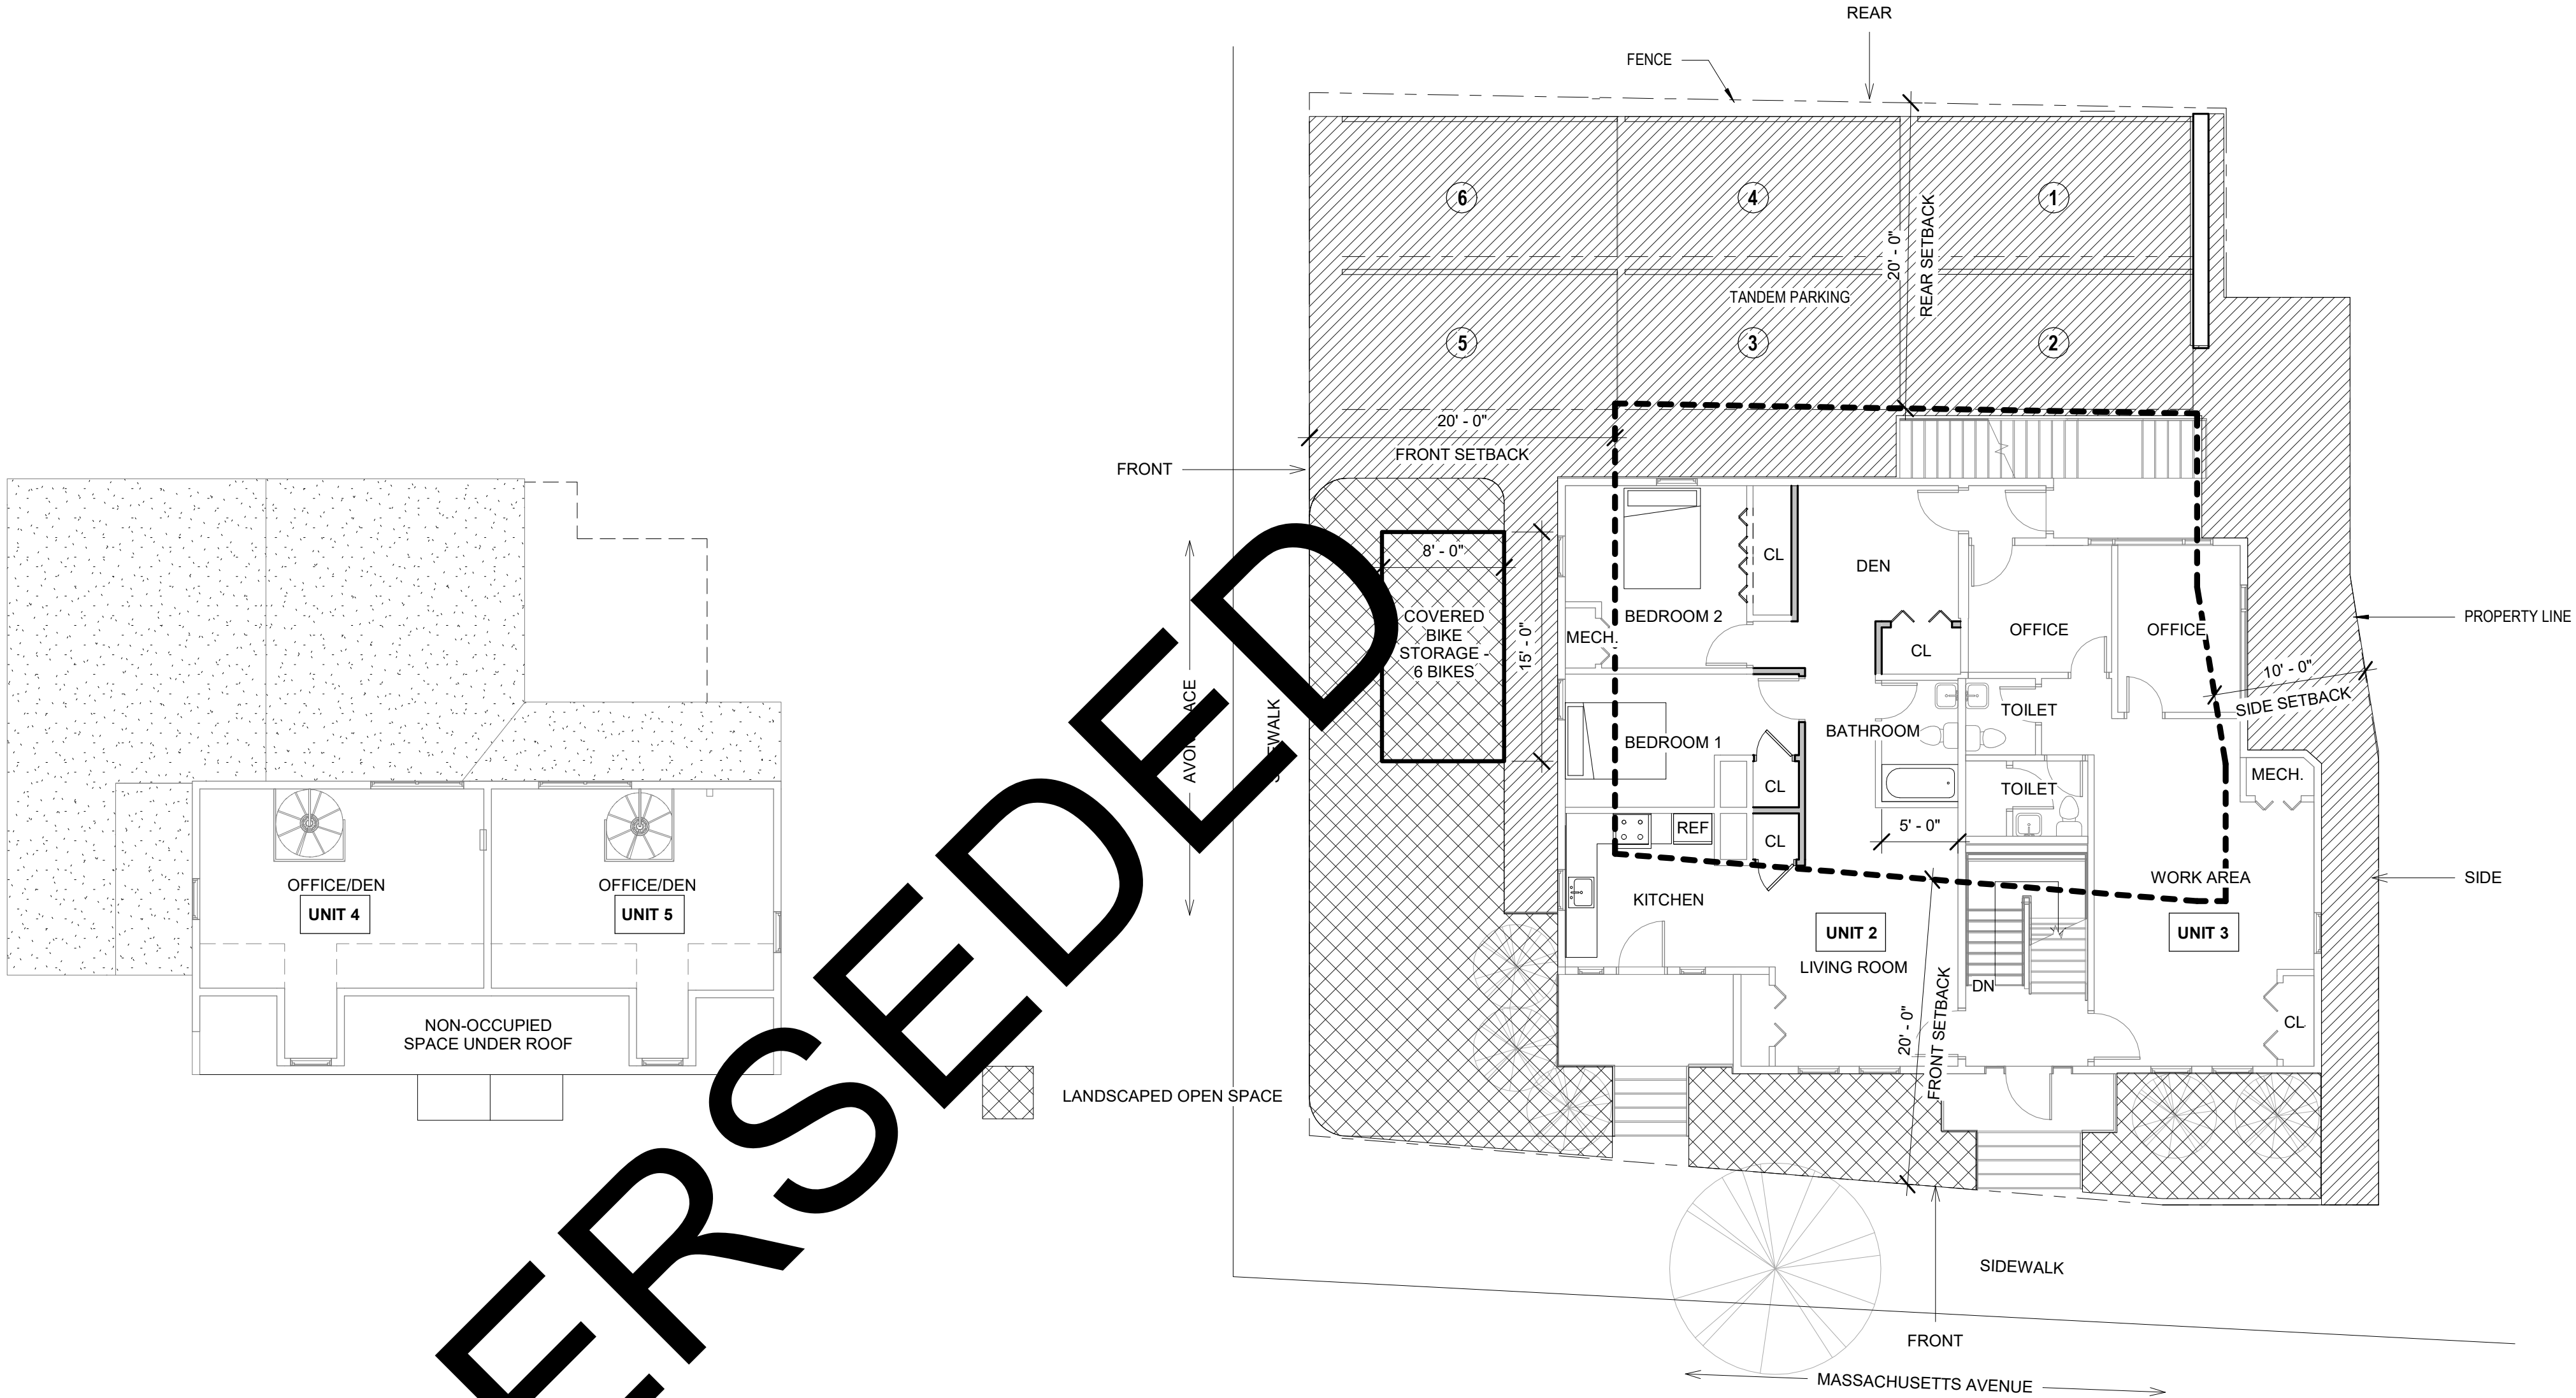 REAR
FENCE
6
4
1
20' - 0"
REAR SETBACK
TANDEM PARKING
5
3
2
20' - 0"
FRONT SETBACK
FRONT
8' - 0"
COVERED
BIKE
STORAGE -
6 BIKES
15' - 0"
BEDROOM 2
CL
DEN
MECH.
CL
OFFICE
OFFICE
PROPERTY LINE
10' - 0"
SIDE SETBACK
TOILET
BATHROOM
BEDROOM 1
CL
TOILET
MECH.
REF
CL
5' - 0"
WORK AREA
SIDE
KITCHEN
UNIT 2
UNIT 3
LIVING ROOM
DN
CL
20' - 0"
FRONT SETBACK
OFFICE/DEN
UNIT 4
OFFICE/DEN
UNIT 5
NON-OCCUPIED
SPACE UNDER ROOF
LANDSCAPED OPEN SPACE
SIDEWALK
FRONT
MASSACHUSETTS AVENUE
ERSEDED